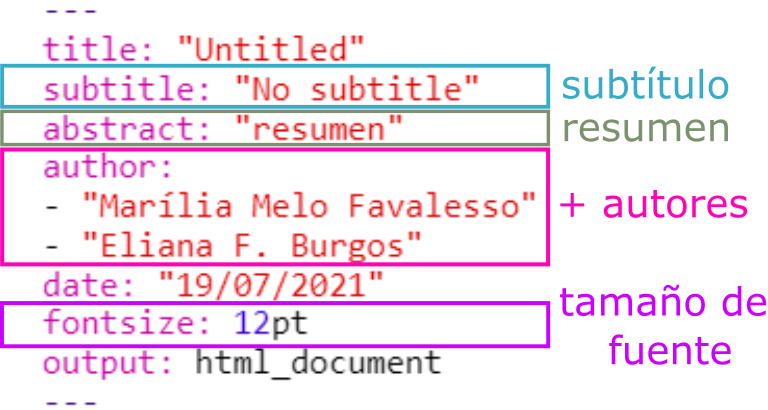 ---
title: "Untitled"
subtitle: "No subtitle"
subtítulo
abstract: "resumen"
resumen
author:
- "Marília Melo Favalesso"
+ autores
- "Eliana F. Burgos"
date: "19/07/2021"
fontsize: 12pt
tamaño de
fuente
output: html_document
---